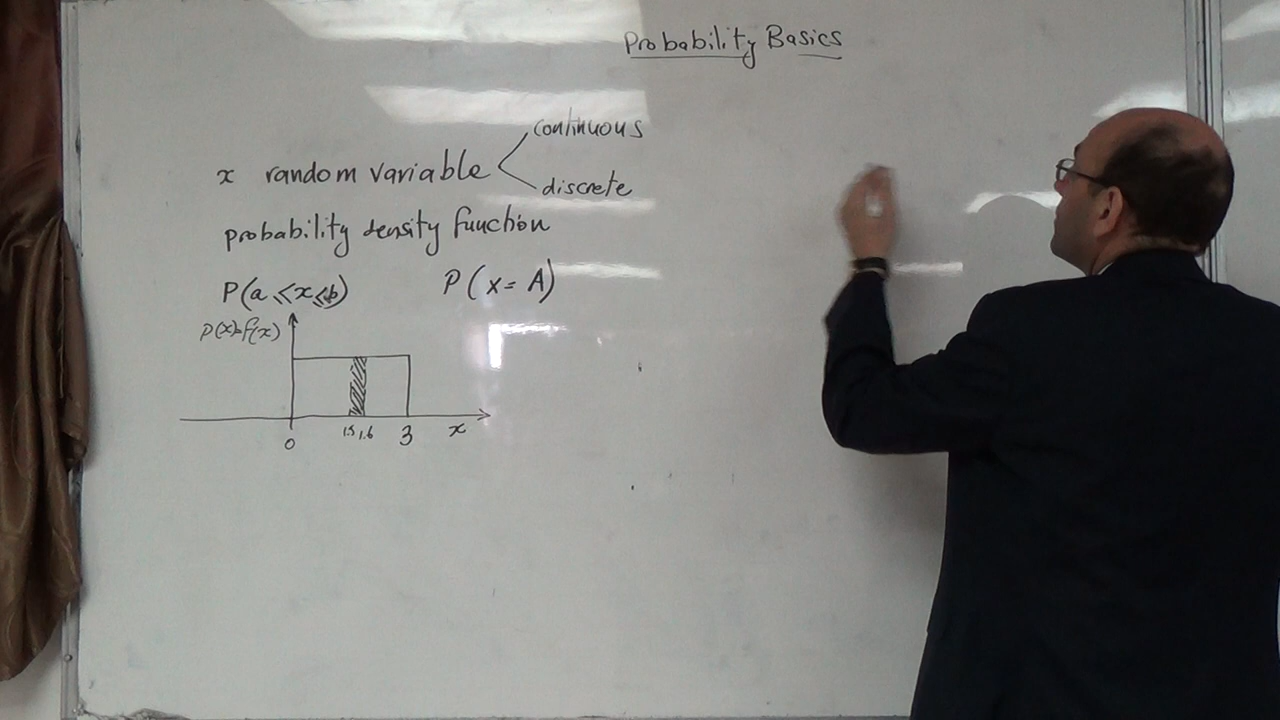 Probability Basics
continuous
x random variable
discrete
probability density function
P(a ≤ x ≤ b) P(x = A)
p(x)=f(x)
0 1.5 1.6 3 x